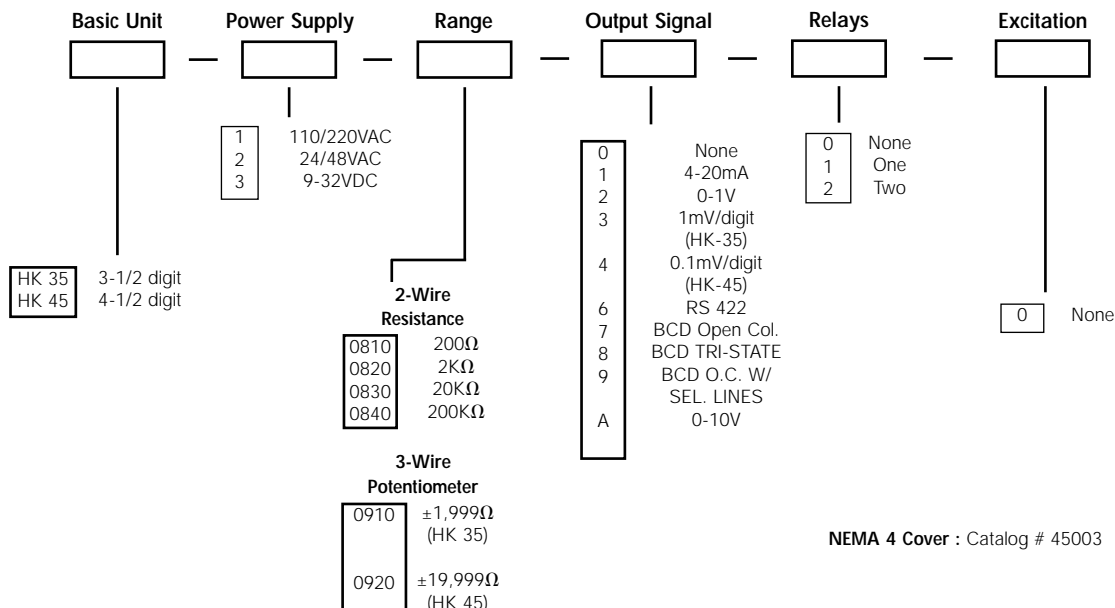 Basic Unit Power Supply Range Output Signal Relays Excitation
1 110/220VAC
2 24/48VAC
3 9-32VDC
HK 35 3-1/2 digit
HK 45 4-1/2 digit
2-Wire
Resistance
0810 200Ω
0820 2KΩ
0830 20KΩ
0840 200KΩ
3-Wire
Potentiometer
0910 ±1,999Ω
(HK 35)
0920 ±19,999Ω
(HK 45)
0 None
1 4-20mA
2 0-1V
3 1mV/digit
(HK-35)
4 0.1mV/digit
(HK-45)
6 RS 422
7 BCD Open Col.
8 BCD TRI-STATE
9 BCD O.C. W/
SEL. LINES
A 0-10V
0 None
1 One
2 Two
0 None
NEMA 4 Cover : Catalog # 45003